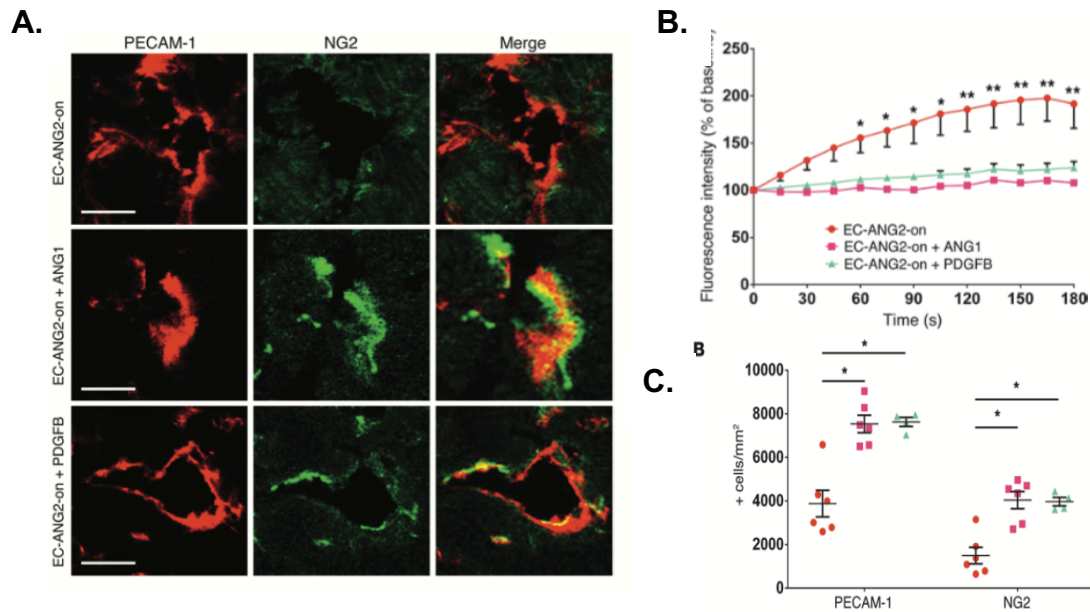 A.
PECAM-1 NG2 Merge
EC-ANG2-on
EC-ANG2-on + ANG1
EC-ANG2-on + PDGFB
B.
Fluorescence intensity (% of baseline)
250
200
150
100
50
0
* * * * ** ** ** ** **
EC-ANG2-on
EC-ANG2-on + ANG1
EC-ANG2-on + PDGFB
0 30 60 90 120 150 180
Time (s)
B
C.
+ cells/mm²
10000
8000
6000
4000
2000
0
* *
* *
PECAM-1 NG2